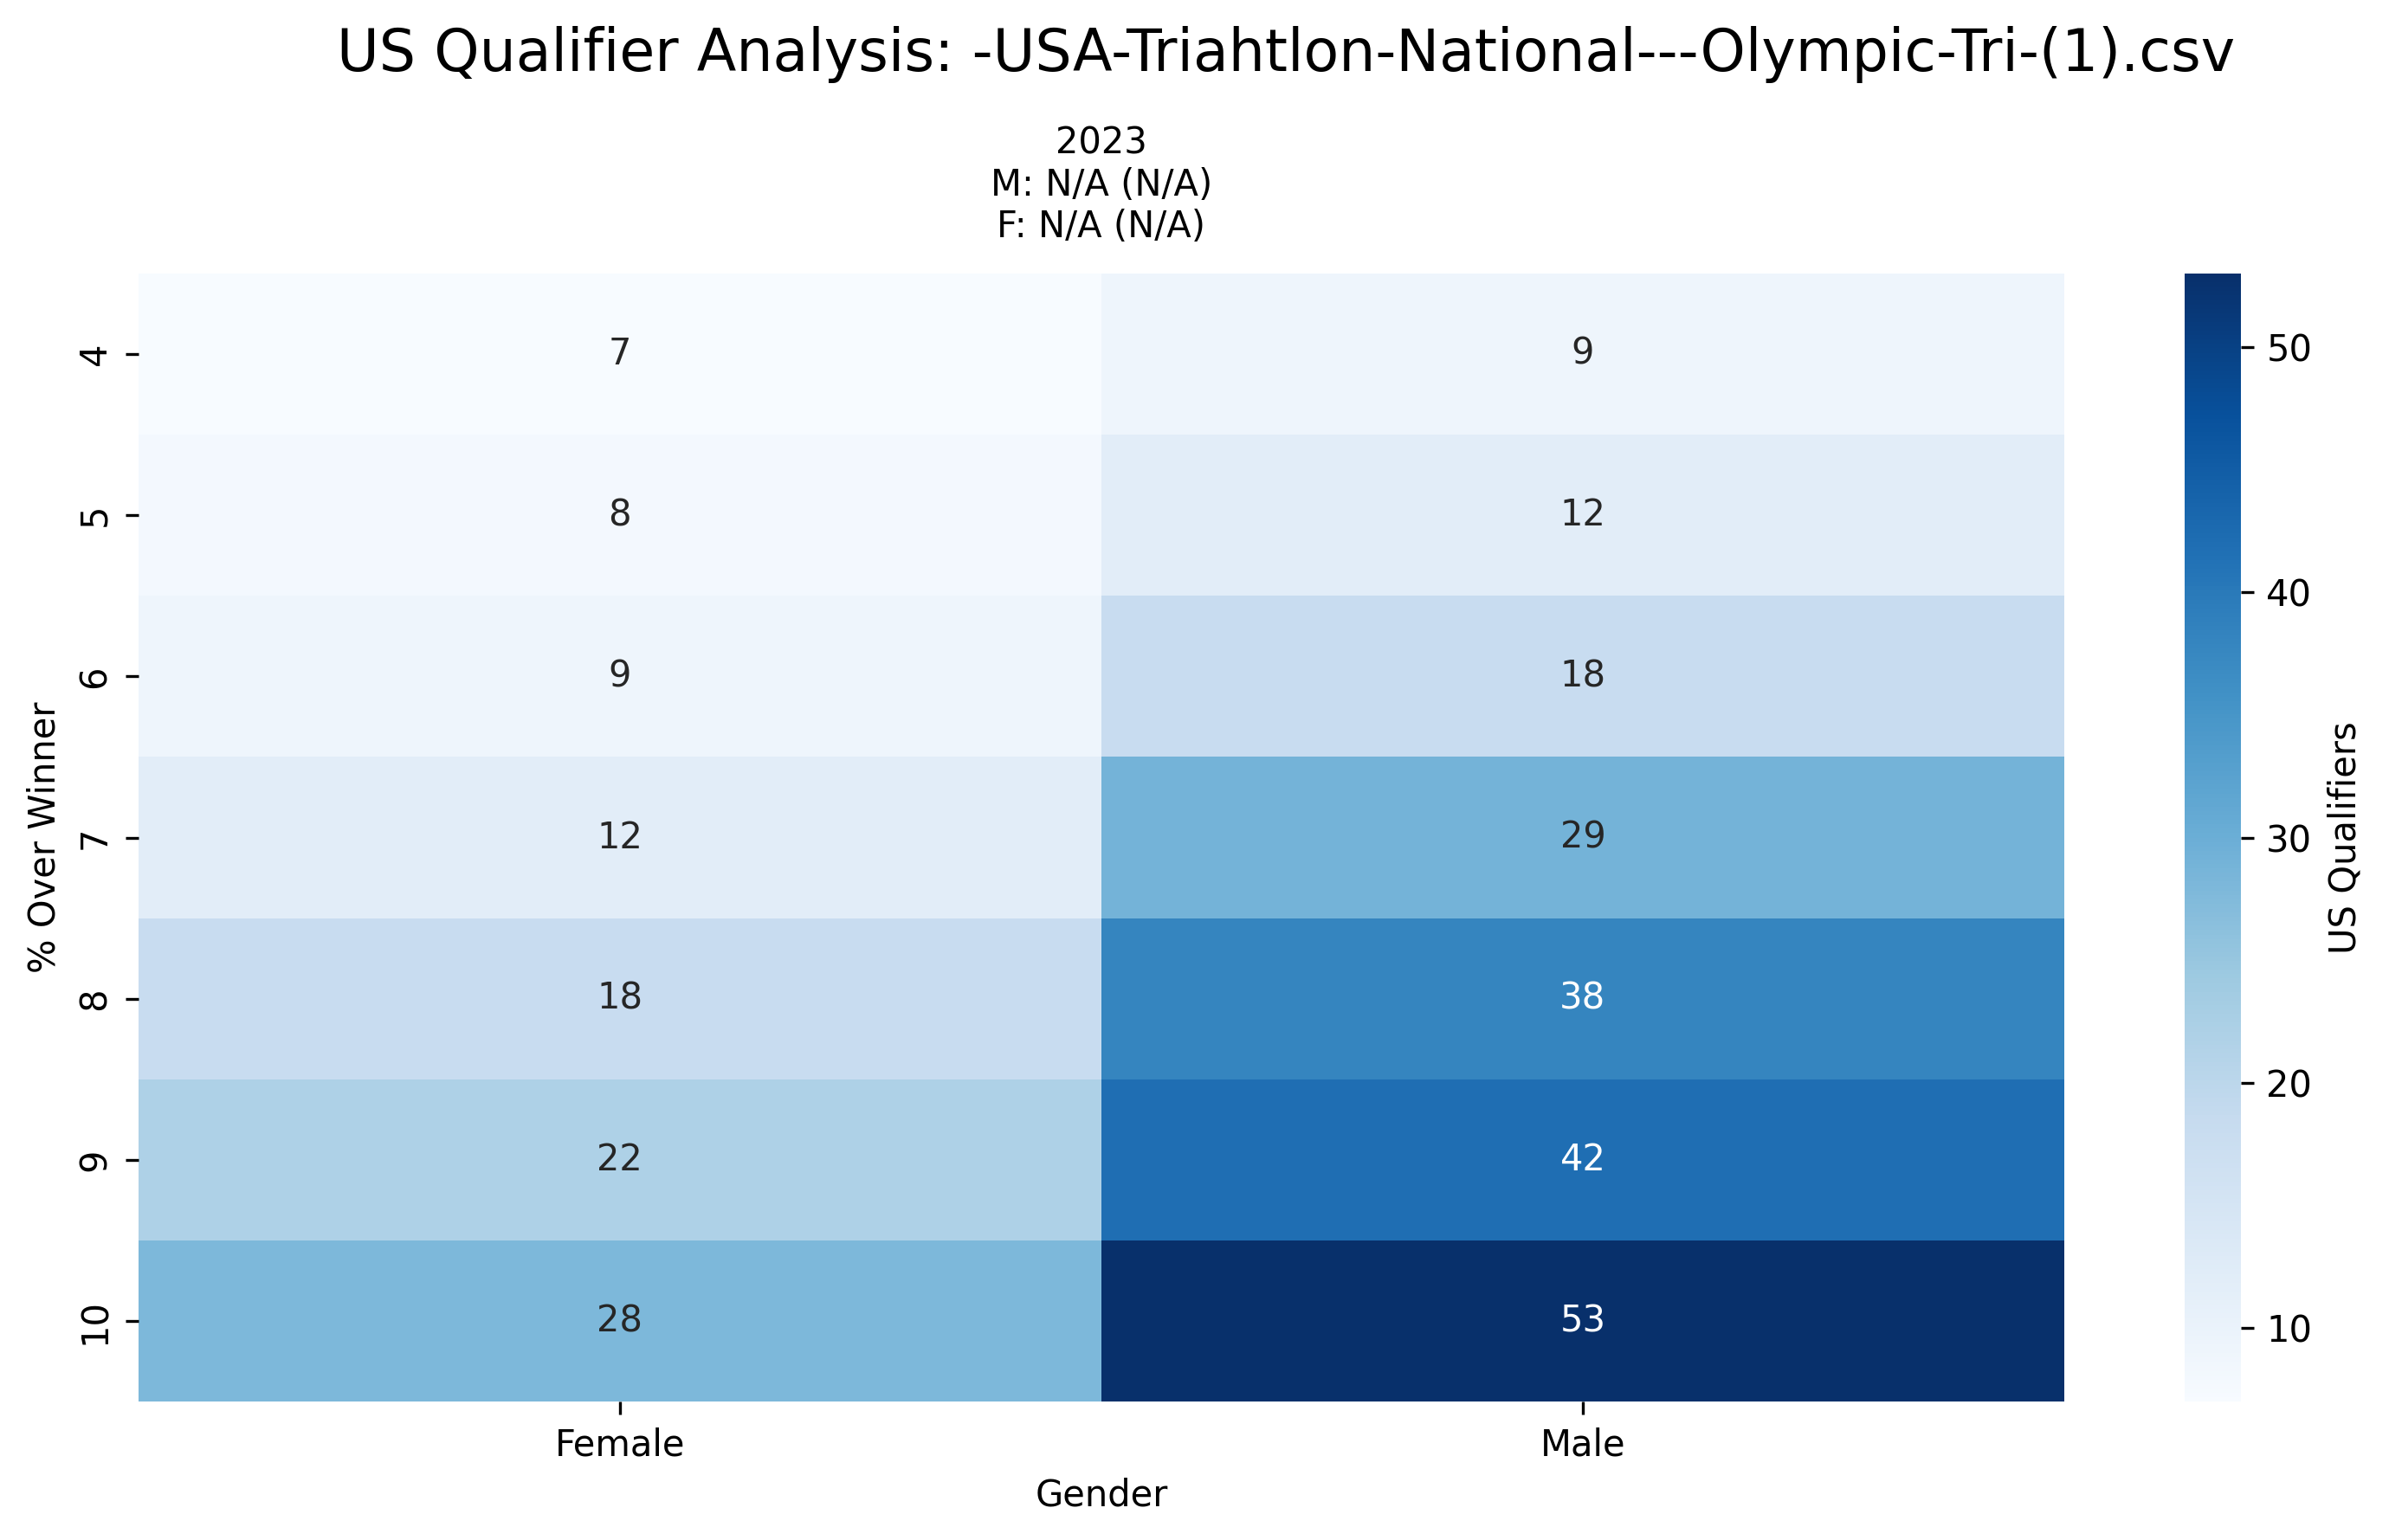 US Qualifier Analysis: -USA-Triahtlon-National---Olympic-Tri-(1).csv
2023
M: N/A (N/A)
F: N/A (N/A)
% Over Winner
4 7 9
5 8 12
6 9 18
7 12 29
8 18 38
9 22 42
10 28 53
Female Male
Gender
50
40
30
20
10
US Qualifiers